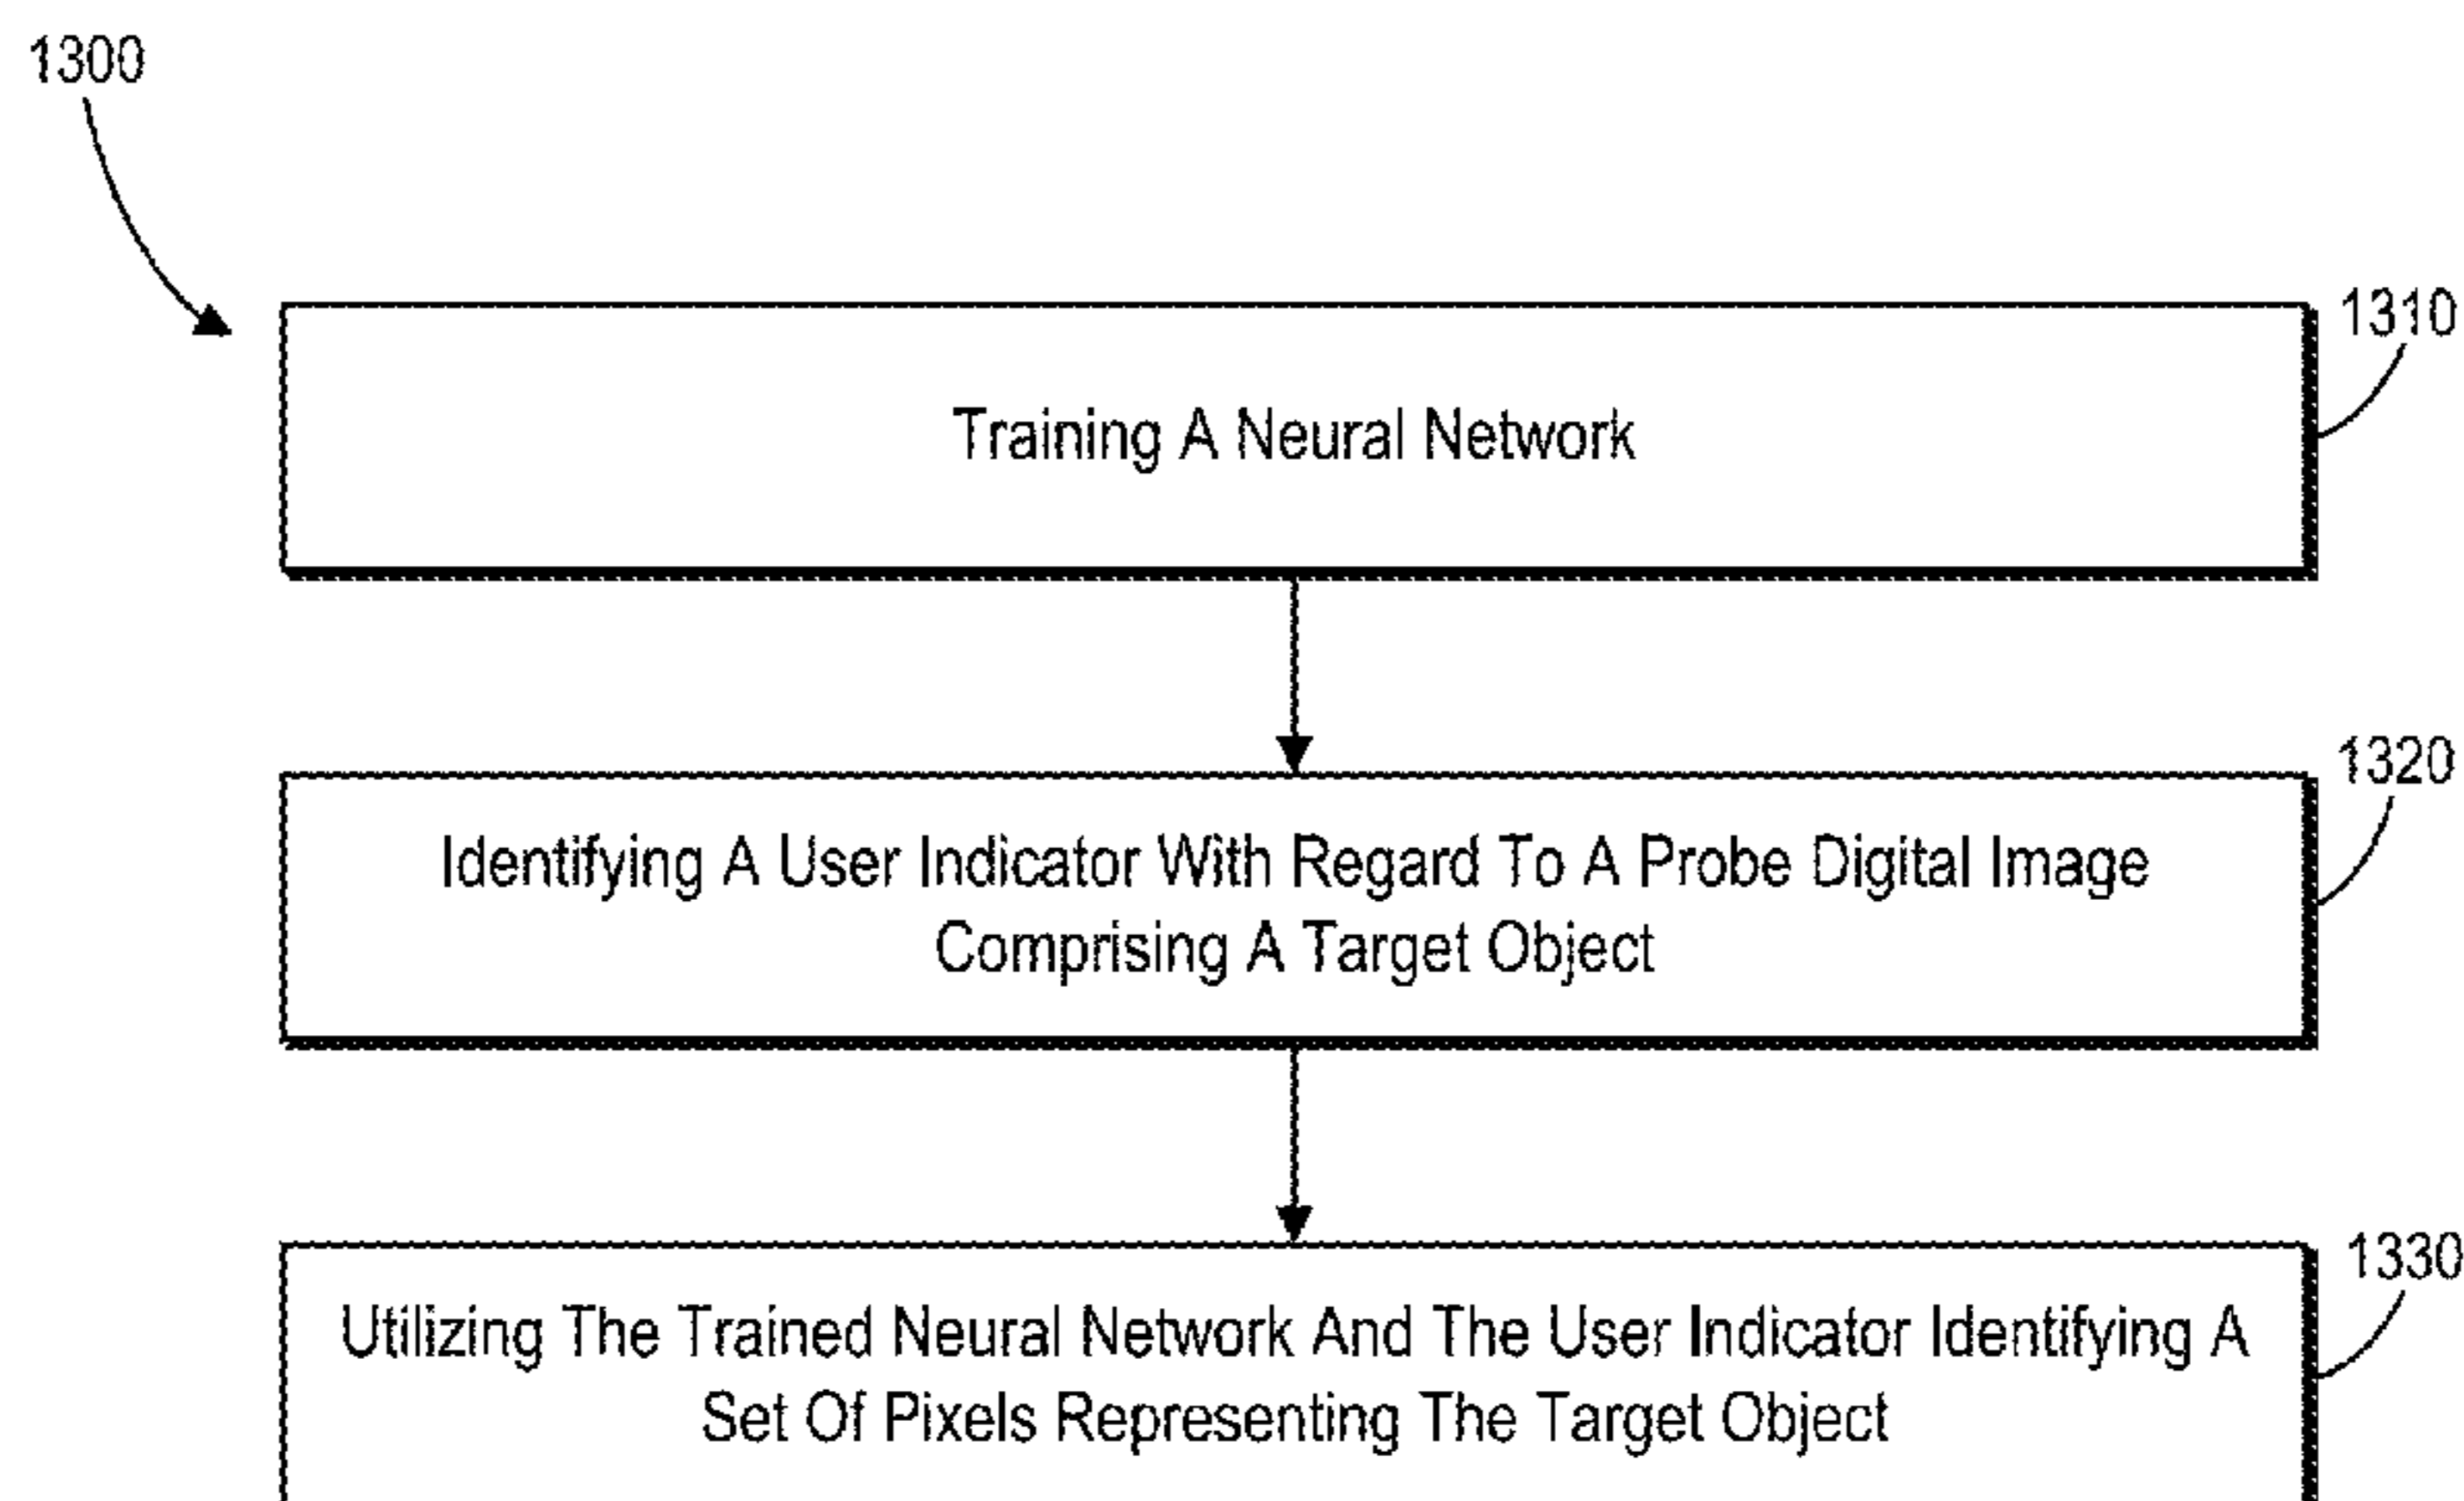 1300
1310
Training A Neural Network
1320
Identifying A User Indicator With Regard To A Probe Digital Image
Comprising A Target Object
1330
Utilizing The Trained Neural Network And The User Indicator Identifying A
Set Of Pixels Representing The Target Object